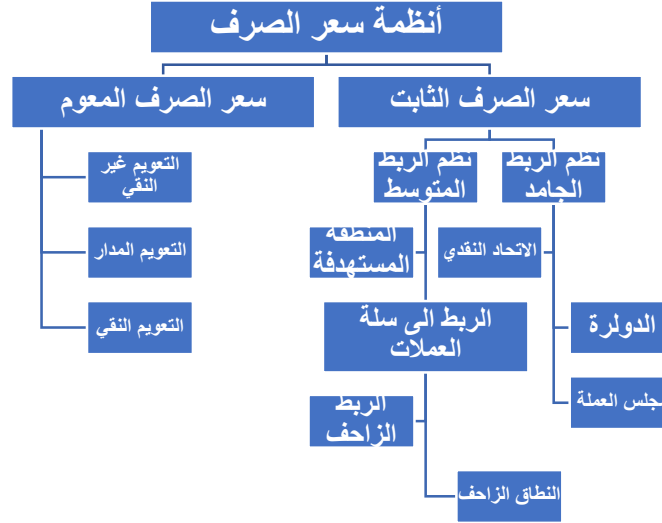 أنظمة سعر الصرف
سعر الصرف الثابت
سعر الصرف المعوم
نظم الربط
الجامد
نظم الربط
المتوسط
التعويم غير
النقي
الاتحاد النقدي
المنطقة
المستهدفة
التعويم المدار
الدولرة
الربط الى سلة
العملات
التعويم النقي
مجلس العملة
الربط
الزاحف
النطاق الزاحف